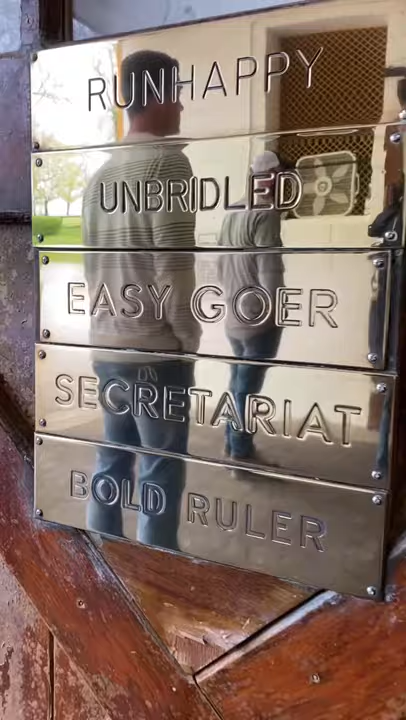 RUNHAPPY
UNBRIDLED
EASY GOER
SECRETARIAT
BOLD RULER